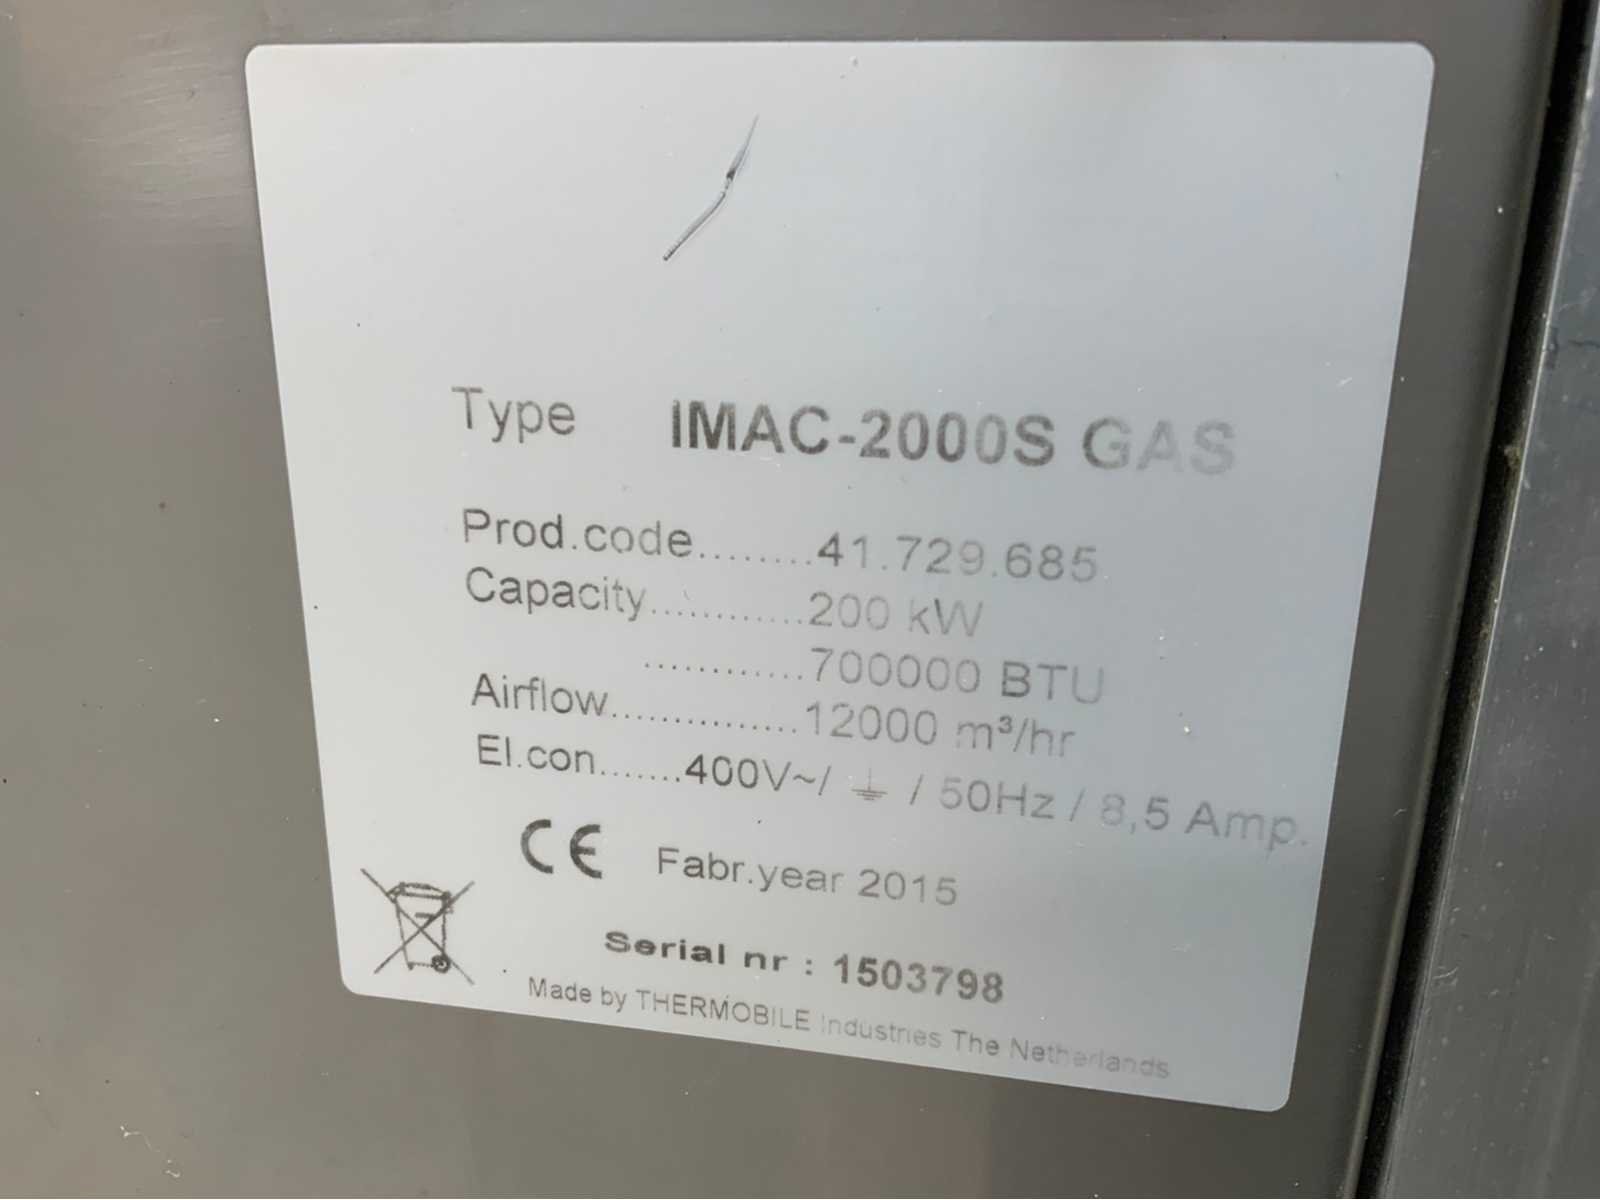 Type IMAC-2000S GAS
Prod.code........41.729.685
Capacity............200 kW
............700000 BTU
Airflow...............12000 m³/hr
El.con.......400V~/ ⏚ / 50Hz / 8,5 Amp.
CE Fabr.year 2015
Serial nr : 1503798
Made by THERMOBILE Industries The Netherlands